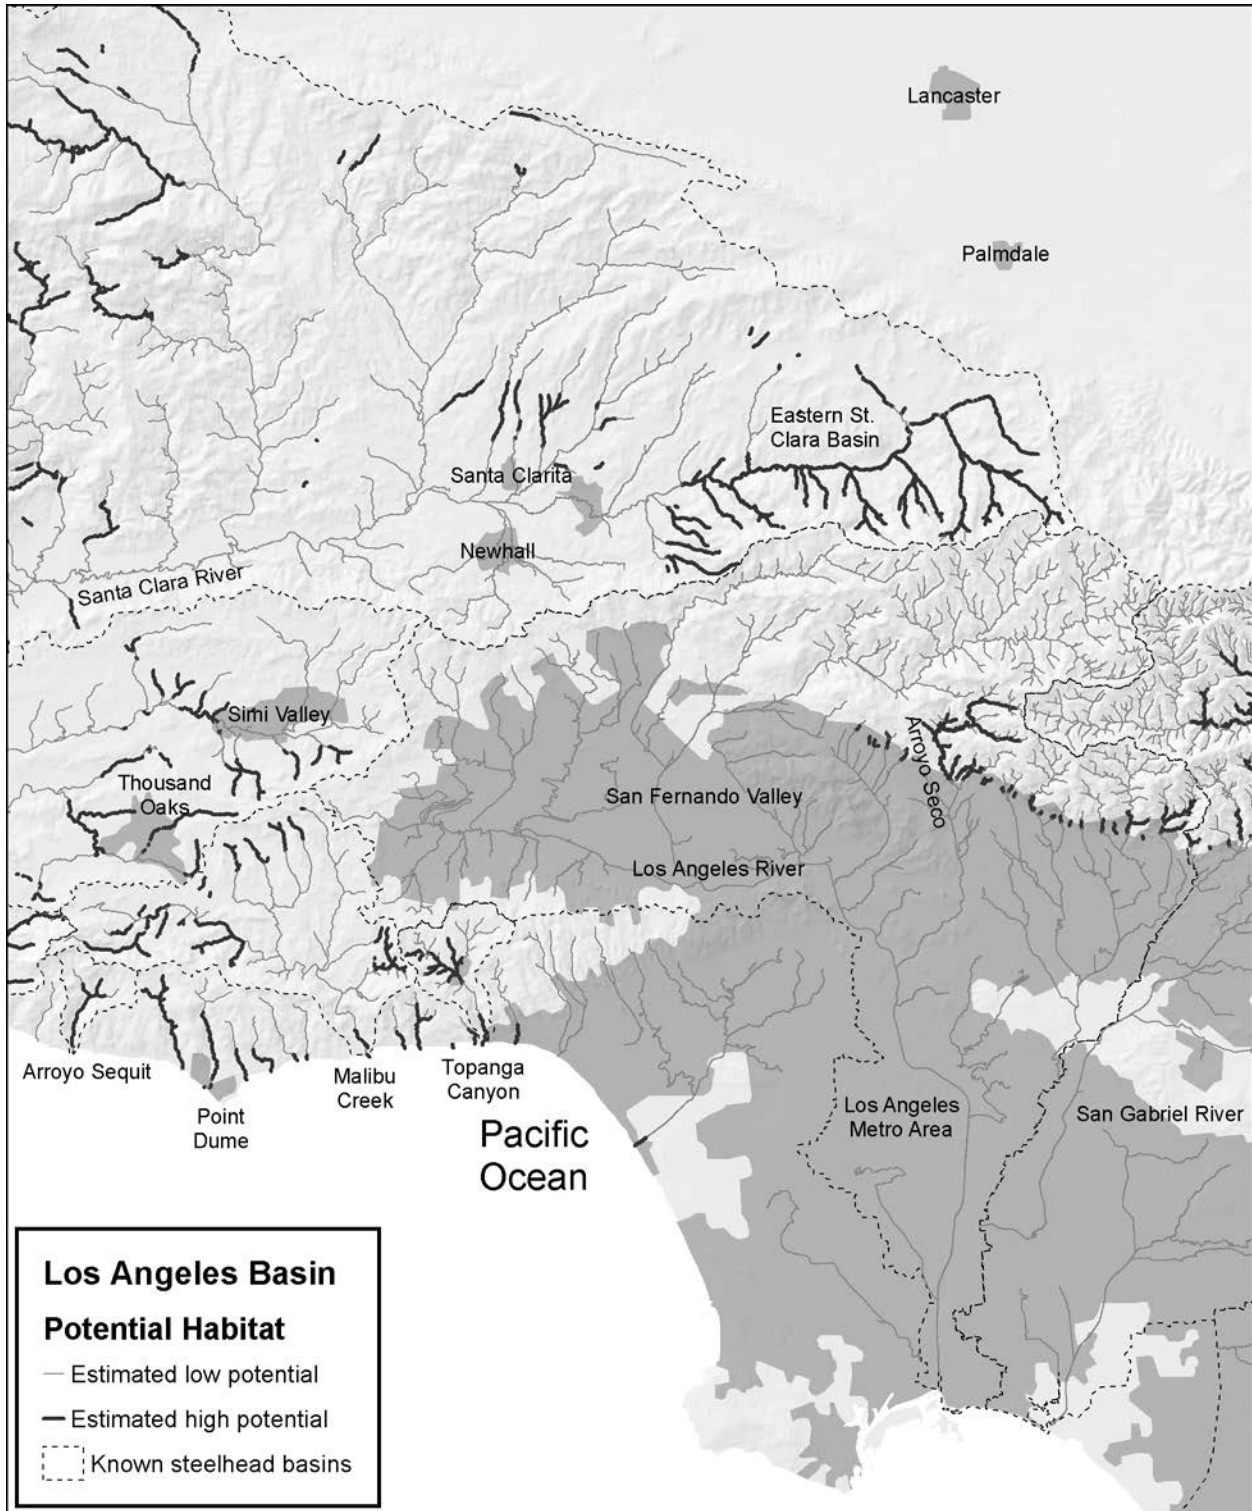 Lancaster
Palmdale
Eastern St.
Clara Basin
Santa Clarita
Newhall
Santa Clara River
Simi Valley
Arroyo Seco
Thousand
Oaks
San Fernando Valley
Los Angeles River
Arroyo Sequit
Malibu
Creek
Topanga
Canyon
Point
Dume
Los Angeles
Metro Area
San Gabriel River
Pacific
Ocean
Los Angeles Basin
Potential Habitat
Estimated low potential
Estimated high potential
Known steelhead basins